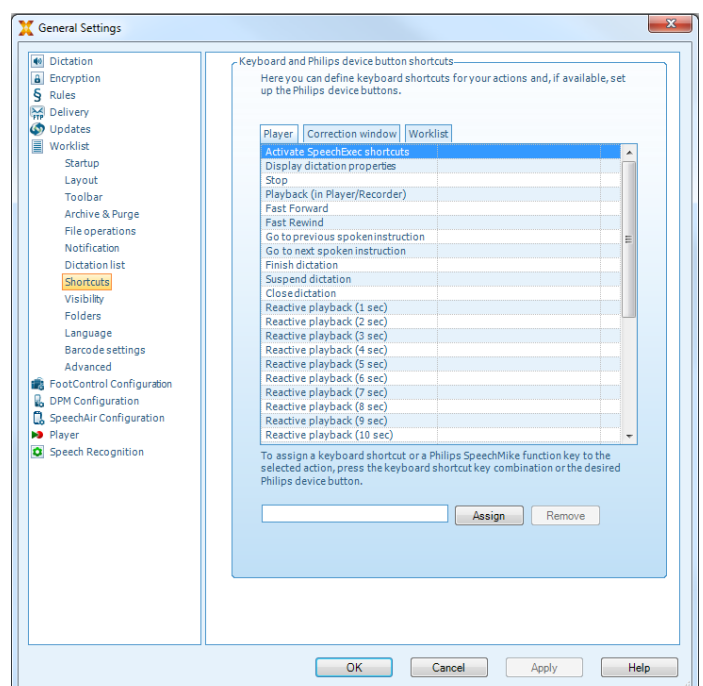 General Settings
Dictation
Encryption
Rules
Delivery
Updates
Worklist
Startup
Layout
Toolbar
Archive & Purge
File operations
Notification
Dictation list
Shortcuts
Visibility
Folders
Language
Barcode settings
Advanced
FootControl Configuration
DPM Configuration
SpeechAir Configuration
Player
Speech Recognition
Keyboard and Philips device button shortcuts
Here you can define keyboard shortcuts for your actions and, if available, set
up the Philips device buttons.
Player Correction window Worklist
Activate SpeechExec shortcuts
Display dictation properties
Stop
Playback (in Player/Recorder)
Fast Forward
Fast Rewind
Go to previous spoken instruction
Go to next spoken instruction
Finish dictation
Suspend dictation
Close dictation
Reactive playback (1 sec)
Reactive playback (2 sec)
Reactive playback (3 sec)
Reactive playback (4 sec)
Reactive playback (5 sec)
Reactive playback (6 sec)
Reactive playback (7 sec)
Reactive playback (8 sec)
Reactive playback (9 sec)
Reactive playback (10 sec)
To assign a keyboard shortcut or a Philips SpeechMike function key to the
selected action, press the keyboard shortcut key combination or the desired
Philips device button.
Assign Remove
OK Cancel Apply Help